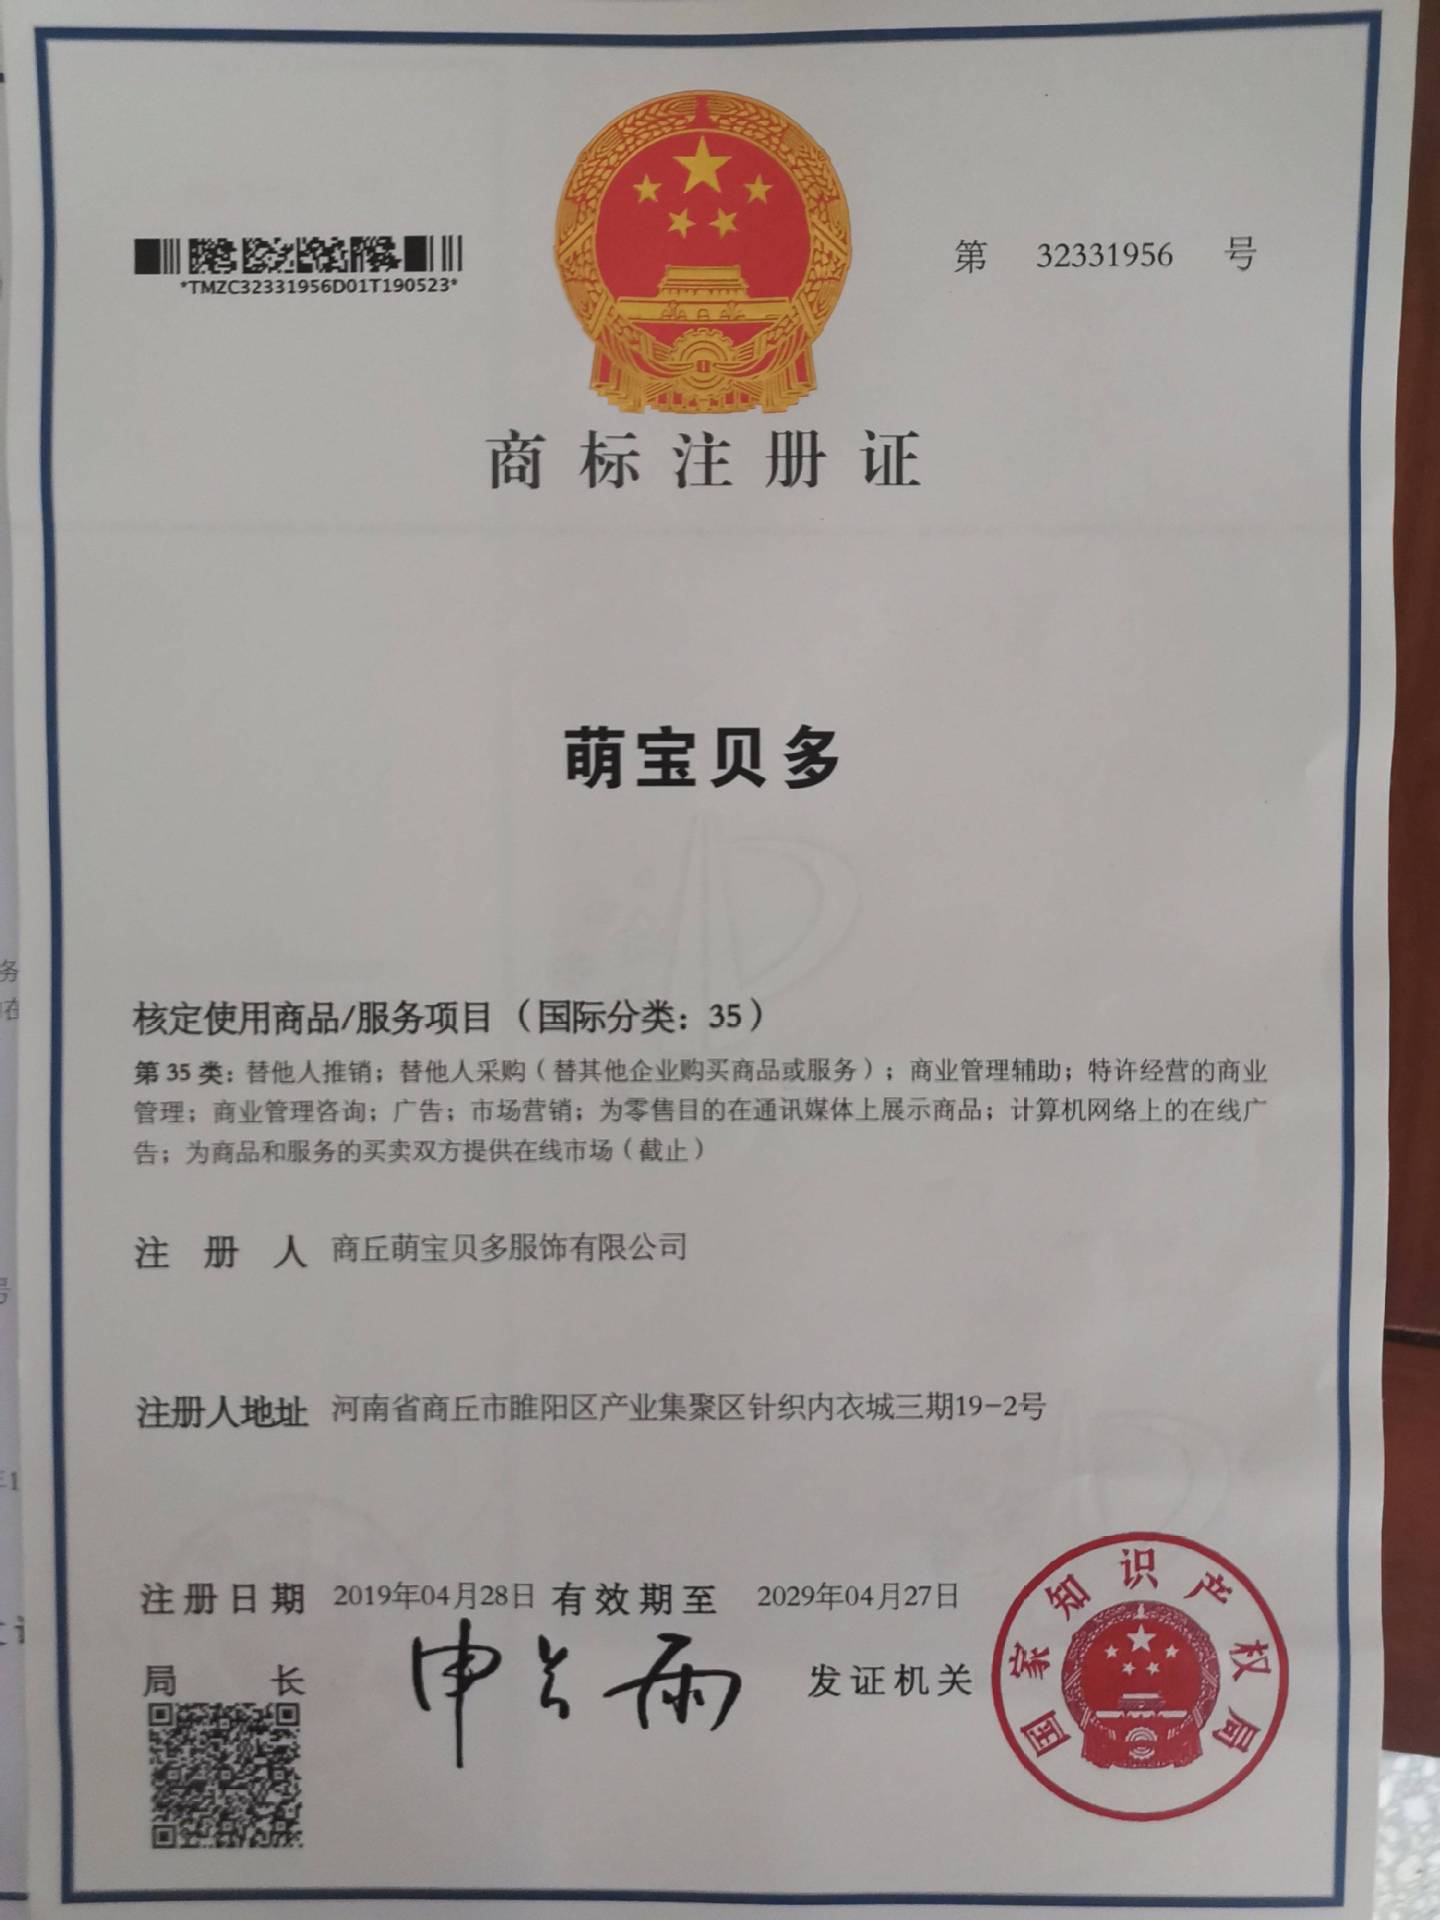 第 32331956 号
*TMZC32331956D01T190523*
商标注册证
萌宝贝多
核定使用商品/服务项目（国际分类：35）
第 35 类：替他人推销；替他人采购（替其他企业购买商品或服务）；商业管理辅助；特许经营的商业
管理；商业管理咨询；广告；市场营销；为零售目的在通讯媒体上展示商品；计算机网络上的在线广
告；为商品和服务的买卖双方提供在线市场（截止）
注册人 商丘萌宝贝多服饰有限公司
注册人地址 河南省商丘市睢阳区产业集聚区针织内衣城三期19-2号
注册日期 2019年04月28日 有效期至 2029年04月27日
局长 申长雨 发证机关
国家知识产权局